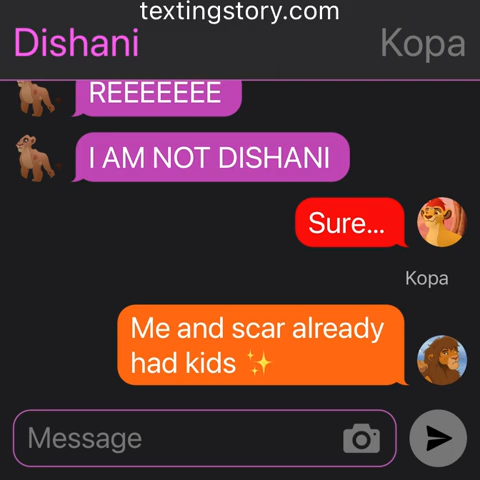 textingstory.com
Dishani Kopa
REEEEEEE
I AM NOT DISHANI
Sure...
Kopa
Me and scar already
had kids ✨
Message